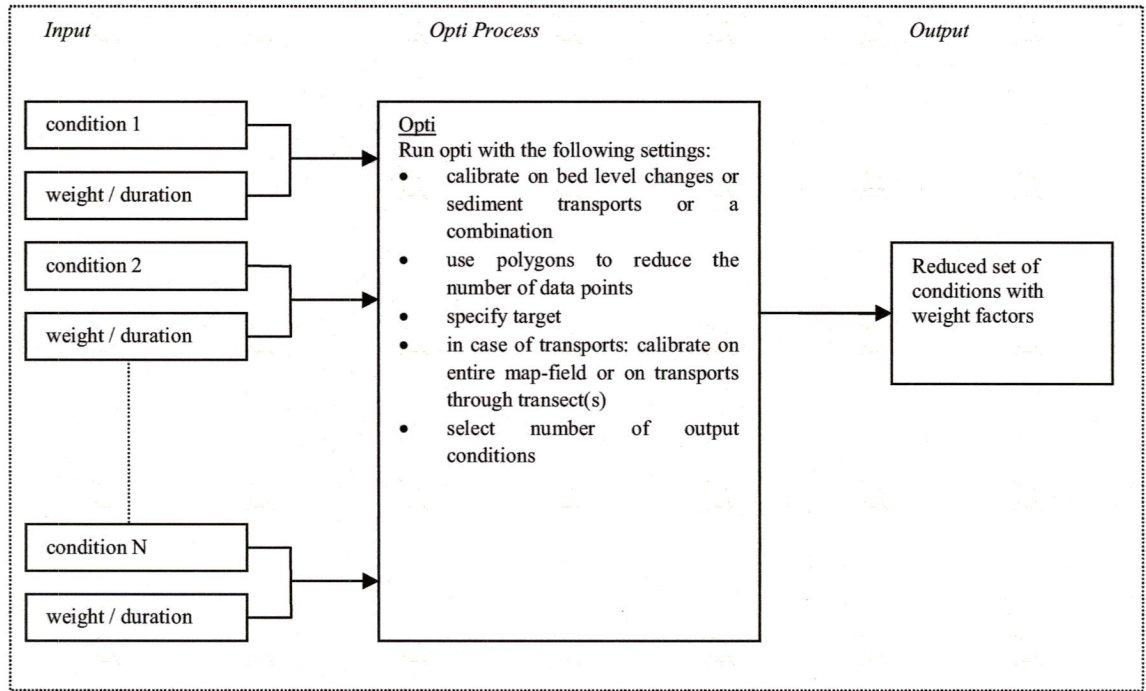 Input
Opti Process
Output
condition 1
weight / duration
condition 2
weight / duration
condition N
weight / duration
Opti
Run opti with the following settings:
• calibrate on bed level changes or
sediment transports or a
combination
• use polygons to reduce the
number of data points
• specify target
• in case of transports: calibrate on
entire map-field or on transports
through transect(s)
• select number of output
conditions
Reduced set of
conditions with
weight factors